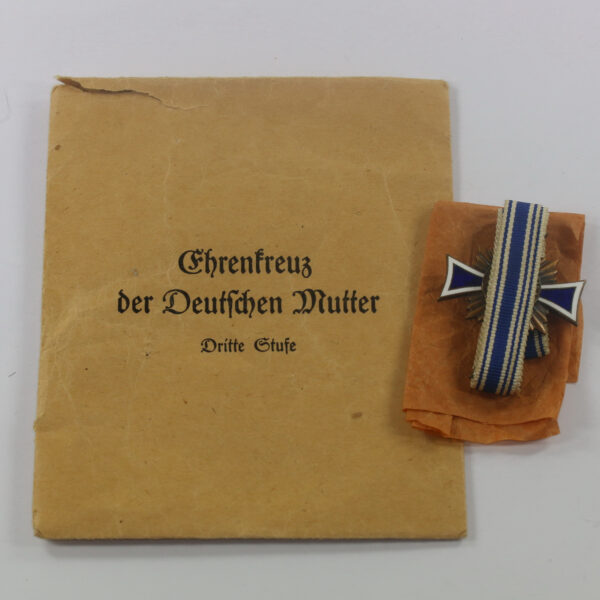 Ehrenkreuz
der Deutschen Mutter
Dritte Stufe